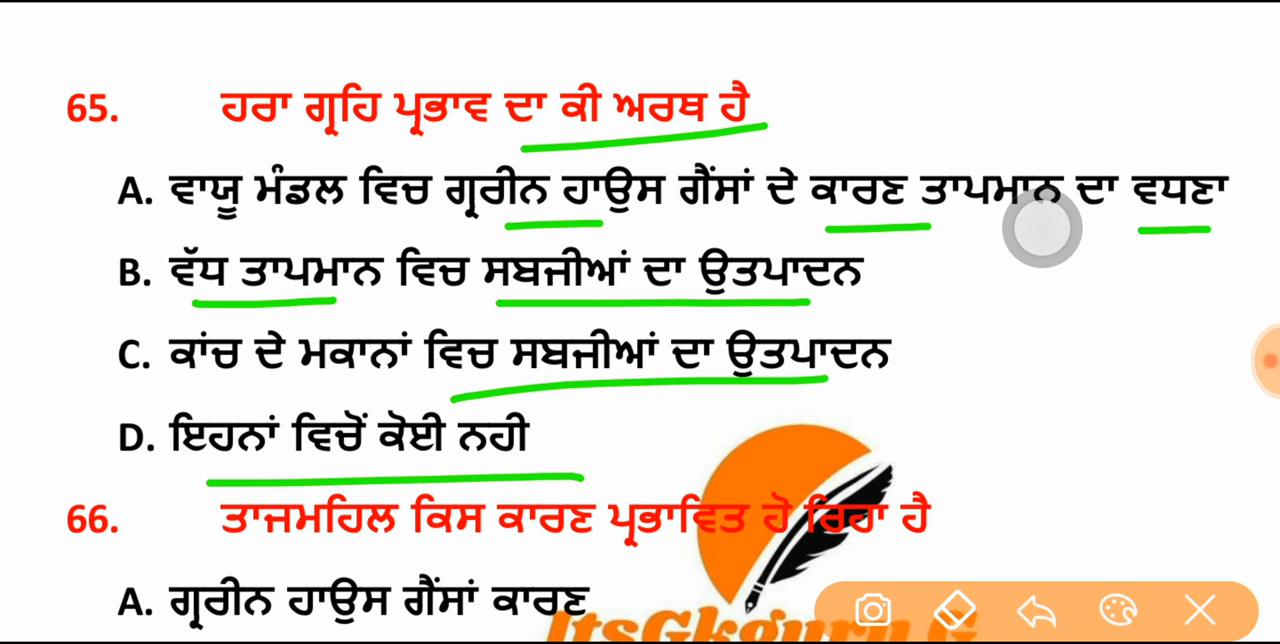 65. ਹਰਾ ਗ੍ਰਹਿ ਪ੍ਰਭਾਵ ਦਾ ਕੀ ਅਰਥ ਹੈ
A. ਵਾਯੂ ਮੰਡਲ ਵਿਚ ਗ੍ਰੀਨ ਹਾਉਸ ਗੈਂਸਾਂ ਦੇ ਕਾਰਣ ਤਾਪਮਾਨ ਦਾ ਵਧਣਾ
B. ਵੱਧ ਤਾਪਮਾਨ ਵਿਚ ਸਬਜੀਆਂ ਦਾ ਉਤਪਾਦਨ
C. ਕਾਂਚ ਦੇ ਮਕਾਨਾਂ ਵਿਚ ਸਬਜੀਆਂ ਦਾ ਉਤਪਾਦਨ
D. ਇਹਨਾਂ ਵਿਚੋਂ ਕੋਈ ਨਹੀ
66. ਤਾਜਮਹਿਲ ਕਿਸ ਕਾਰਣ ਪ੍ਰਭਾਵਿਤ ਹੋ ਰਿਹਾ ਹੈ
A. ਗ੍ਰੀਨ ਹਾਉਸ ਗੈਂਸਾਂ ਕਾਰਣ
ItsGkguru G